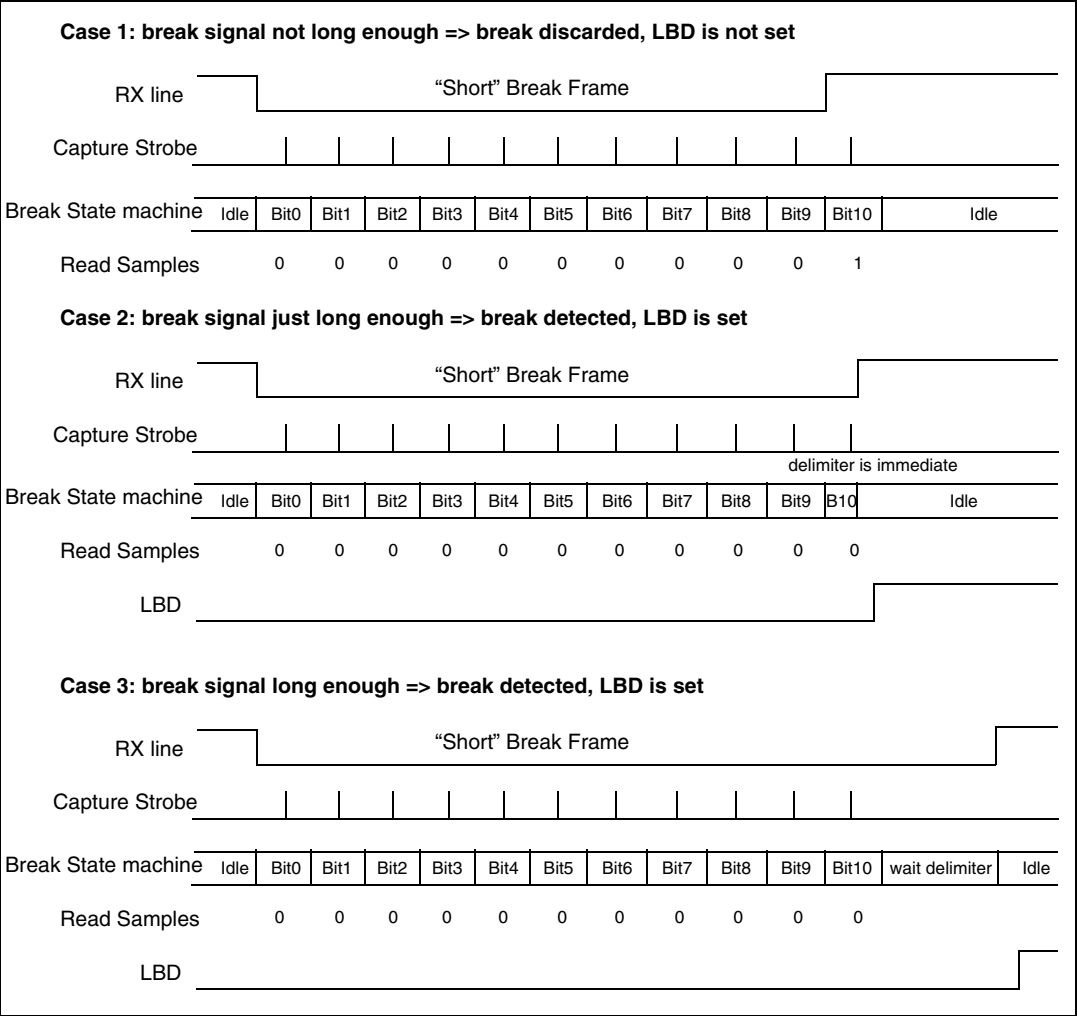 Case 1: break signal not long enough => break discarded, LBD is not set
RX line “Short” Break Frame
Capture Strobe
Break State machine Idle Bit0 Bit1 Bit2 Bit3 Bit4 Bit5 Bit6 Bit7 Bit8 Bit9 Bit10 Idle
Read Samples 0 0 0 0 0 0 0 0 0 0 1
Case 2: break signal just long enough => break detected, LBD is set
RX line “Short” Break Frame
Capture Strobe
delimiter is immediate
Break State machine Idle Bit0 Bit1 Bit2 Bit3 Bit4 Bit5 Bit6 Bit7 Bit8 Bit9 B10 Idle
Read Samples 0 0 0 0 0 0 0 0 0 0 0
LBD
Case 3: break signal long enough => break detected, LBD is set
RX line “Short” Break Frame
Capture Strobe
Break State machine Idle Bit0 Bit1 Bit2 Bit3 Bit4 Bit5 Bit6 Bit7 Bit8 Bit9 Bit10 wait delimiter Idle
Read Samples 0 0 0 0 0 0 0 0 0 0 0
LBD